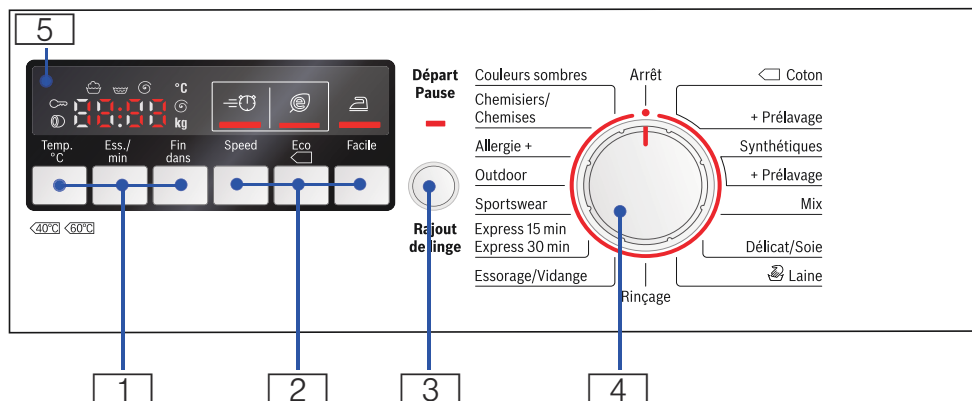 5
°C
kg
Temp.
°C
Ess./
min
Fin
dans
Speed
Eco
Facile
40°C 60°C
Départ
Pause
Rajout
de linge
Couleurs sombres
Chemisiers/
Chemises
Allergie +
Outdoor
Sportswear
Express 15 min
Express 30 min
Essorage/Vidange
Arrêt
Coton
+ Prélavage
Synthétiques
+ Prélavage
Mix
Délicat/Soie
Laine
Rinçage
1
2
3
4